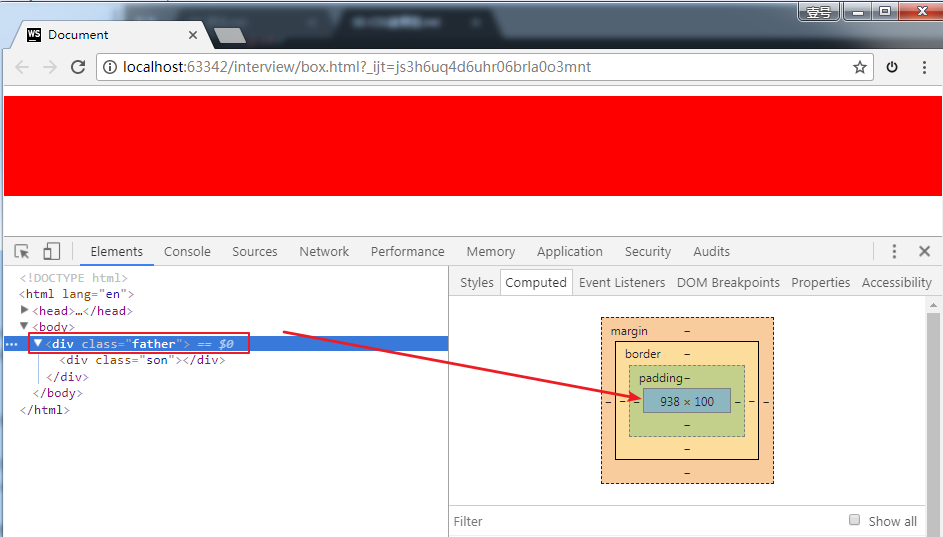 壹号
WS Document
localhost:63342/interview/box.html?_ijt=js3h6uq4d6uhr06brla0o3mnt
Elements Console Sources Network Performance Memory Application Security Audits
<!DOCTYPE html>
<html lang="en">
<head>…</head>
<body>
<div class="father"> == $0
<div class="son"></div>
</div>
</body>
</html>
Styles Computed Event Listeners DOM Breakpoints Properties Accessibility
margin –
border –
padding –
– – – 938 × 100 – – –
–
–
–
Filter Show all